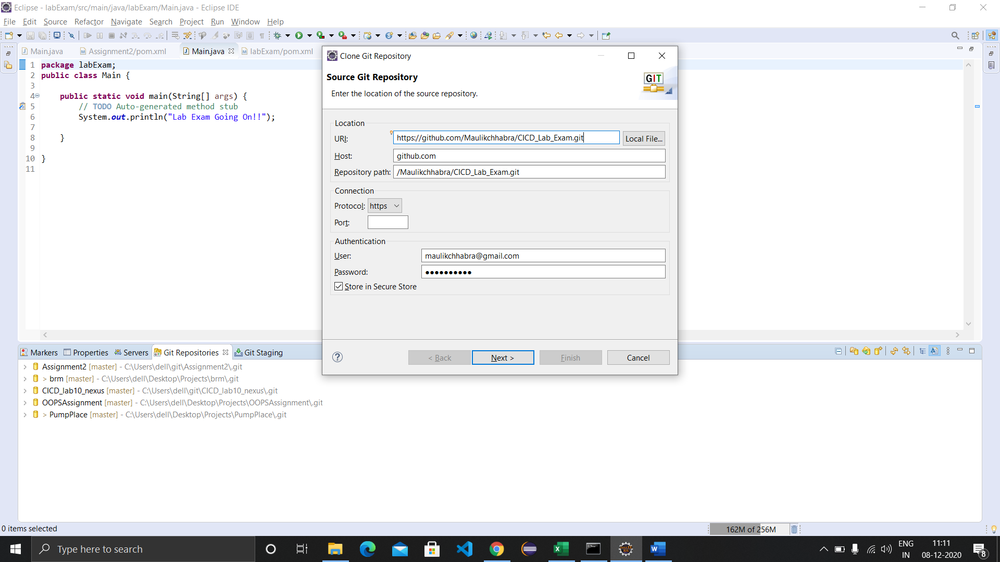 Eclipse - labExam/src/main/java/labExam/Main.java - Eclipse IDE
File Edit Source Refactor Navigate Search Project Run Window Help
Main.java Assignment2/pom.xml Main.java labExam/pom.xml
1 package labExam;
2 public class Main {
3
4 public static void main(String[] args) {
5 // TODO Auto-generated method stub
6 System.out.println("Lab Exam Going On!!");
7
8 }
9
10 }
11
Clone Git Repository
Source Git Repository
Enter the location of the source repository.
GIT
Location
URI: https://github.com/Maulikchhabra/CICD_Lab_Exam.git Local File...
Host: github.com
Repository path: /Maulikchhabra/CICD_Lab_Exam.git
Connection
Protocol: https
Port:
Authentication
User: maulikchhabra@gmail.com
Password: ●●●●●●●●●●
Store in Secure Store
< Back Next > Finish Cancel
Markers Properties Servers Git Repositories Git Staging
Assignment2 [master] - C:\Users\dell\git\Assignment2\.git
> brm [master] - C:\Users\dell\Desktop\Projects\brm\.git
CICD_lab10_nexus [master] - C:\Users\dell\git\CICD_lab10_nexus\.git
OOPSAssignment [master] - C:\Users\dell\Desktop\Projects\OOPSAssignment\.git
> PumpPlace [master] - C:\Users\dell\Desktop\Projects\PumpPlace\.git
0 items selected
162M of 256M
Type here to search
ENG
IN
11:11
08-12-2020
8